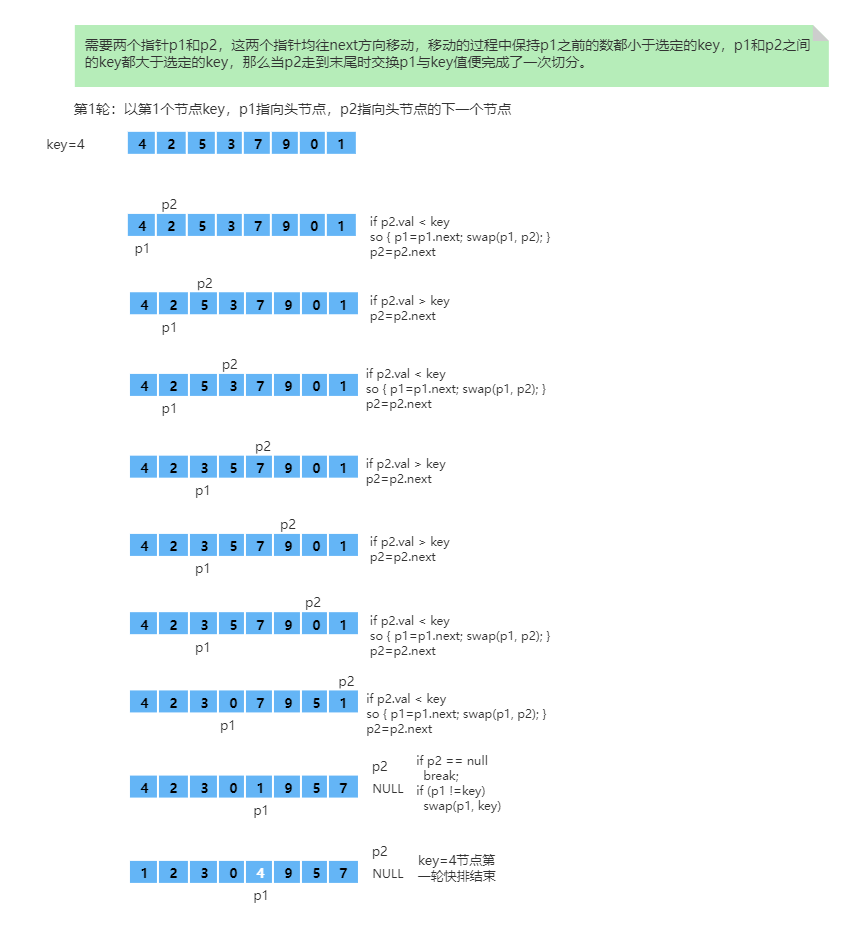 需要两个指针p1和p2，这两个指针均往next方向移动，移动的过程中保持p1之前的数都小于选定的key，p1和p2之间
的key都大于选定的key，那么当p2走到末尾时交换p1与key值便完成了一次切分。
第1轮：以第1个节点key，p1指向头节点，p2指向头节点的下一个节点
key=4
4 2 5 3 7 9 0 1
p2
4 2 5 3 7 9 0 1
p1
if p2.val < key
so { p1=p1.next; swap(p1, p2); }
p2=p2.next
p2
4 2 5 3 7 9 0 1
p1
if p2.val > key
p2=p2.next
p2
4 2 5 3 7 9 0 1
p1
if p2.val < key
so { p1=p1.next; swap(p1, p2); }
p2=p2.next
p2
4 2 3 5 7 9 0 1
p1
if p2.val > key
p2=p2.next
p2
4 2 3 5 7 9 0 1
p1
if p2.val > key
p2=p2.next
p2
4 2 3 5 7 9 0 1
p1
if p2.val < key
so { p1=p1.next; swap(p1, p2); }
p2=p2.next
p2
4 2 3 0 7 9 5 1
p1
if p2.val < key
so { p1=p1.next; swap(p1, p2); }
p2=p2.next
p2
4 2 3 0 1 9 5 7
NULL
p1
if p2 == null
break;
if (p1 !=key)
swap(p1, key)
p2
1 2 3 0 4 9 5 7
NULL
p1
key=4节点第
一轮快排结束